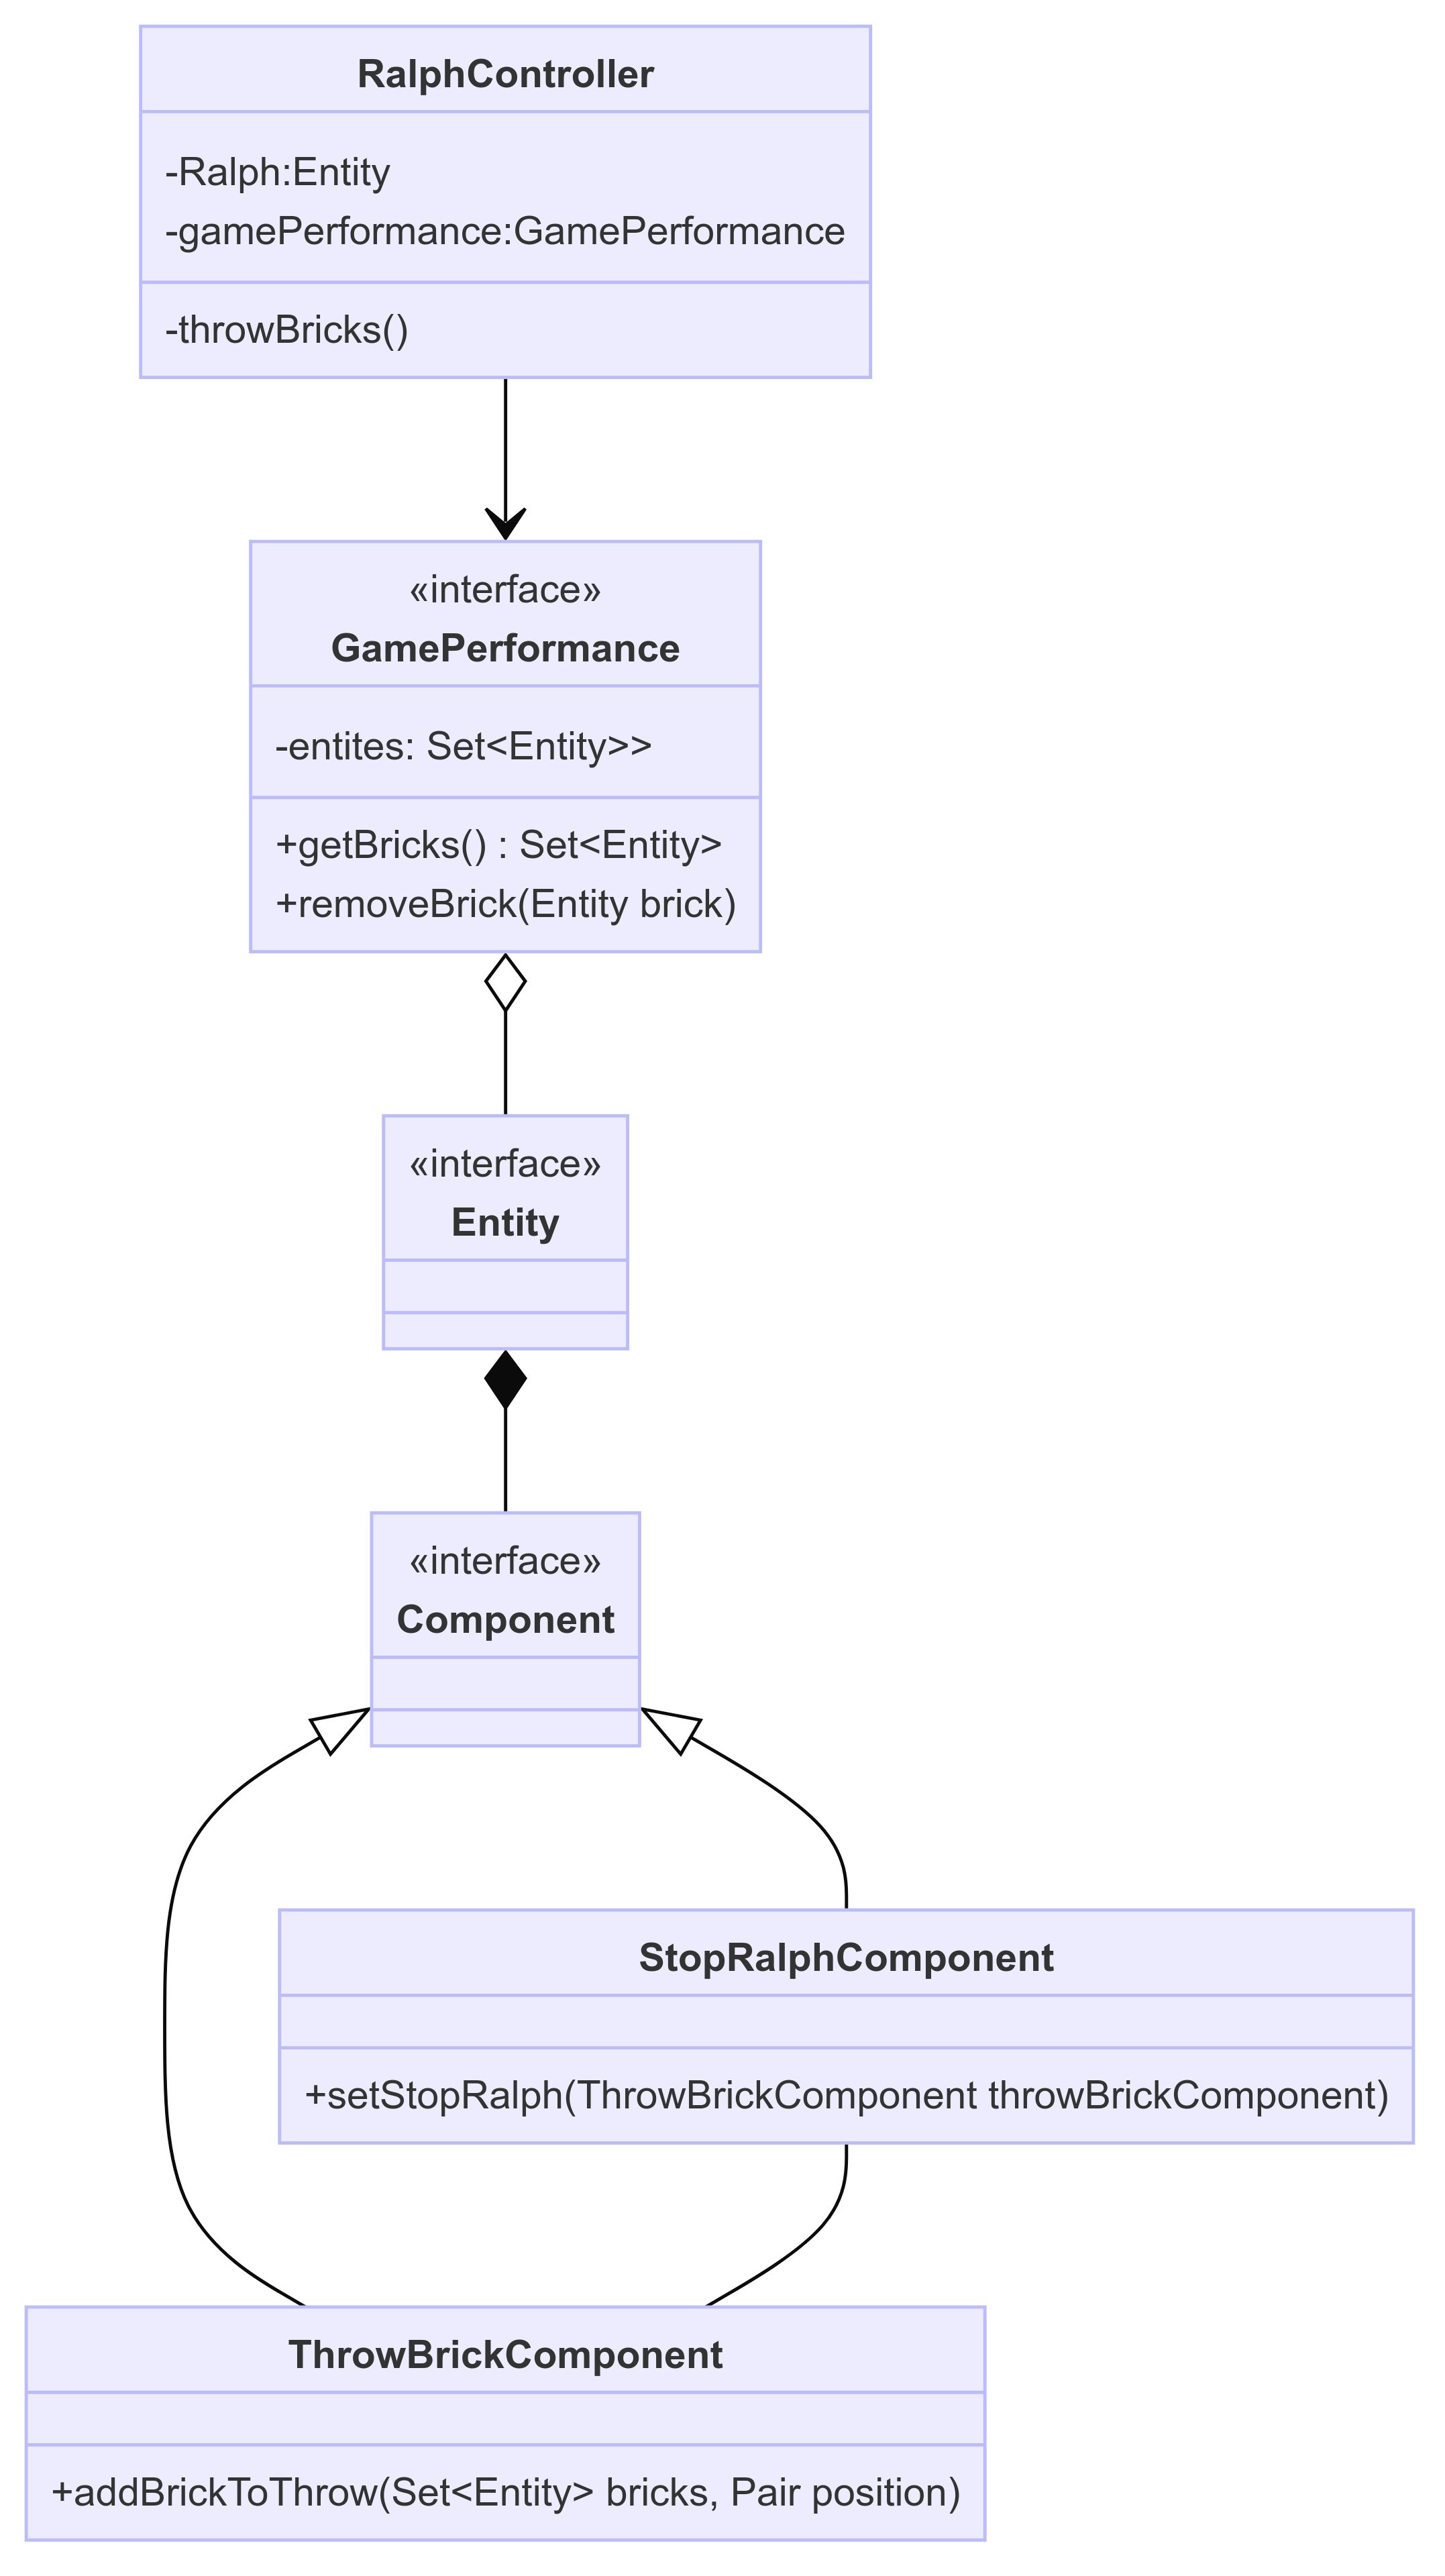 RalphController
-Ralph:Entity
-gamePerformance:GamePerformance
-throwBricks()
«interface»
GamePerformance
-entites: Set<Entity>>
+getBricks() : Set<Entity>
+removeBrick(Entity brick)
«interface»
Entity
«interface»
Component
StopRalphComponent
+setStopRalph(ThrowBrickComponent throwBrickComponent)
ThrowBrickComponent
+addBrickToThrow(Set<Entity> bricks, Pair position)